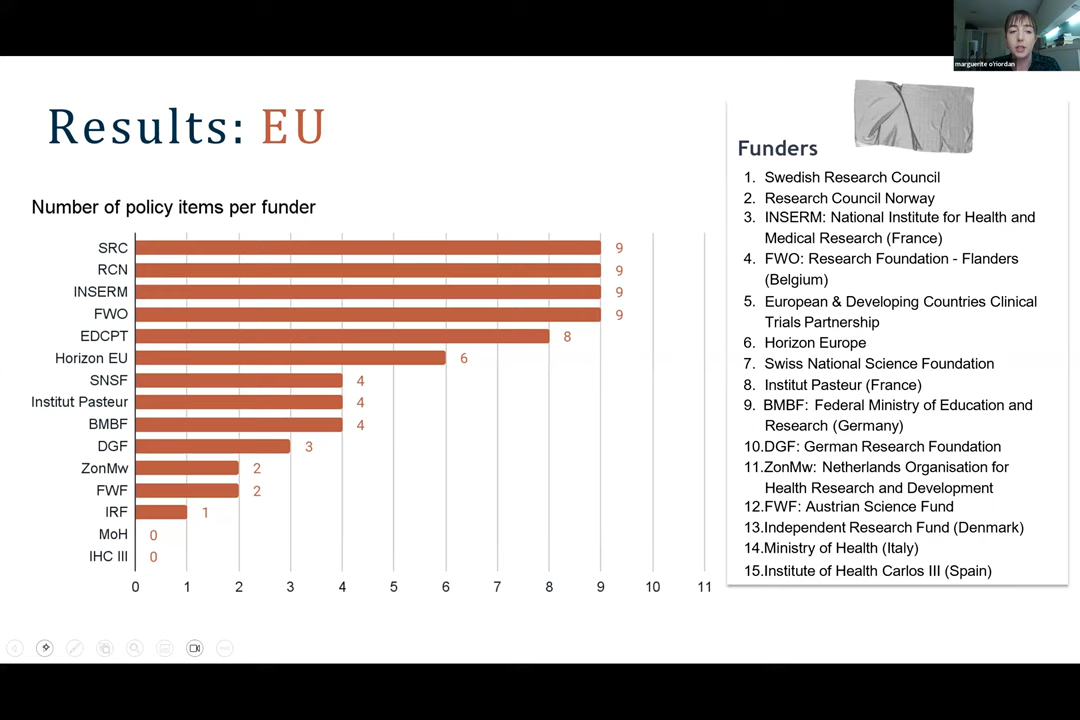 marguerite o'riordan
Results: EU
Number of policy items per funder
SRC 9
RCN 9
INSERM 9
FWO 9
EDCPT 8
Horizon EU 6
SNSF 4
Institut Pasteur 4
BMBF 4
DGF 3
ZonMw 2
FWF 2
IRF 1
MoH 0
IHC III 0
0 1 2 3 4 5 6 7 8 9 10 11
Funders
1. Swedish Research Council
2. Research Council Norway
3. INSERM: National Institute for Health and
Medical Research (France)
4. FWO: Research Foundation - Flanders
(Belgium)
5. European & Developing Countries Clinical
Trials Partnership
6. Horizon Europe
7. Swiss National Science Foundation
8. Institut Pasteur (France)
9. BMBF: Federal Ministry of Education and
Research (Germany)
10.DGF: German Research Foundation
11.ZonMw: Netherlands Organisation for
Health Research and Development
12.FWF: Austrian Science Fund
13.Independent Research Fund (Denmark)
14.Ministry of Health (Italy)
15.Institute of Health Carlos III (Spain)